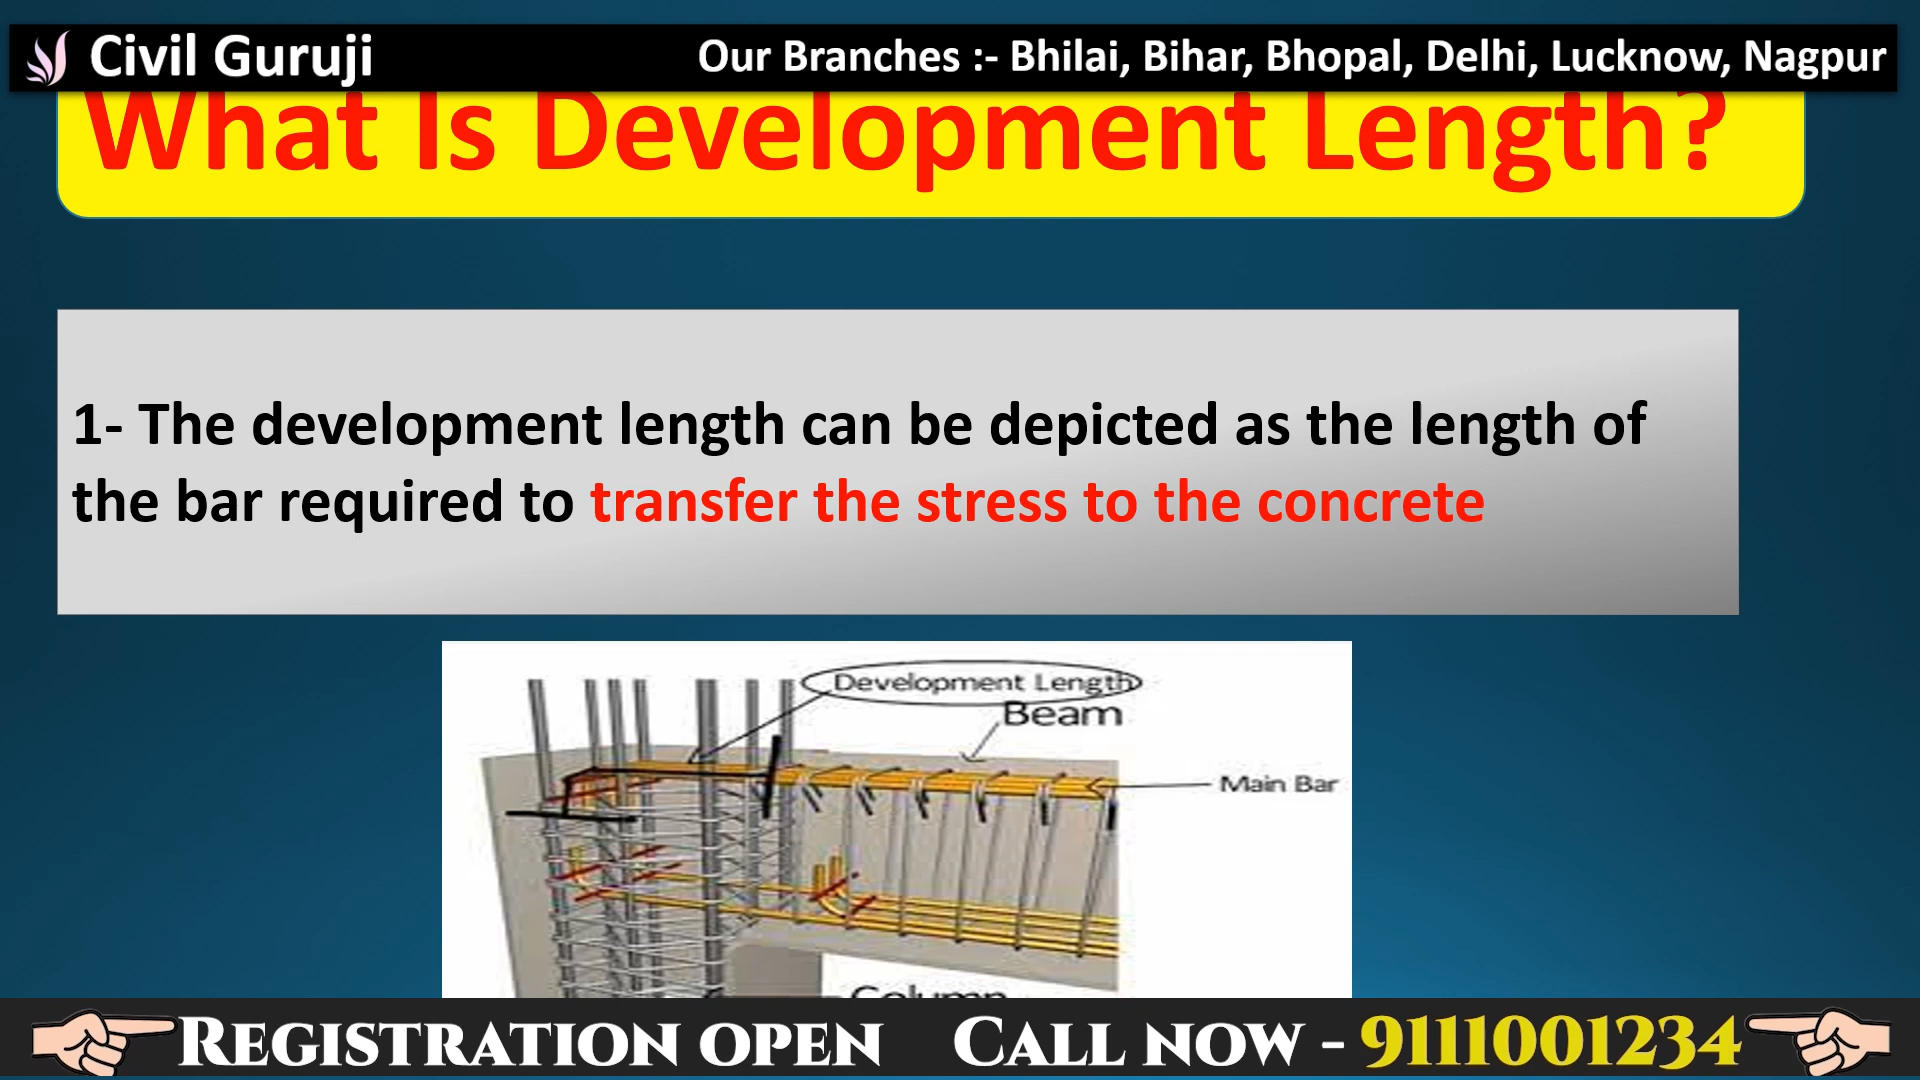 Civil Guruji
Our Branches :- Bhilai, Bihar, Bhopal, Delhi, Lucknow, Nagpur
What Is Development Length?
1- The development length can be depicted as the length of
the bar required to transfer the stress to the concrete
Development Length
Beam
Main Bar
Column
REGISTRATION OPEN CALL NOW - 9111001234